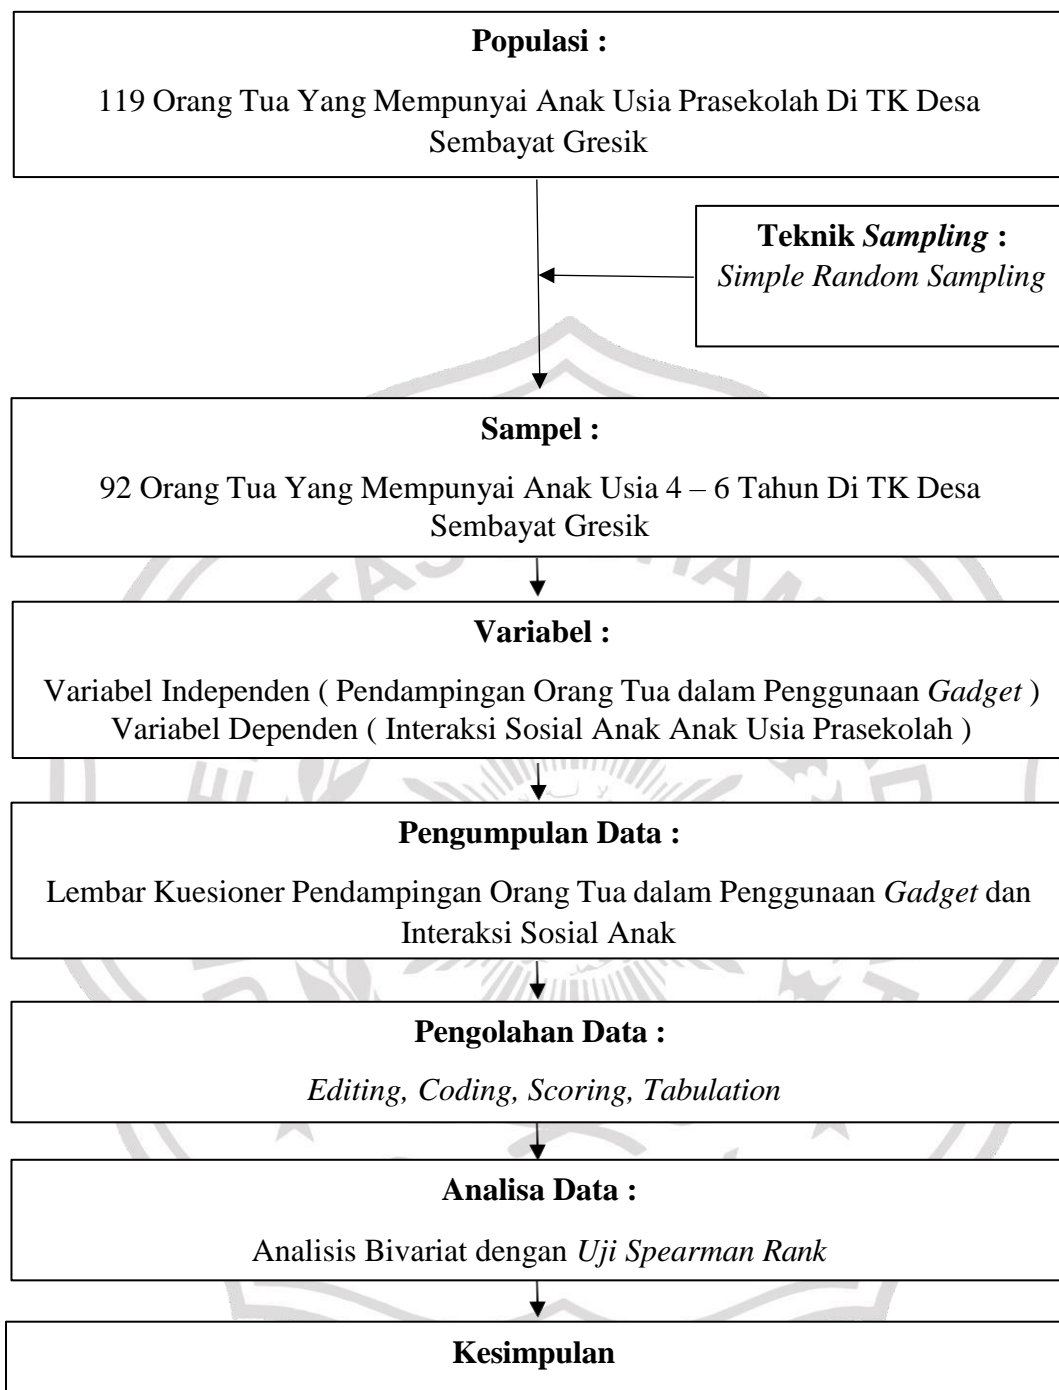 Populasi :
119 Orang Tua Yang Mempunyai Anak Usia Prasekolah Di TK Desa
Sembayat Gresik
Teknik Sampling :
Simple Random Sampling
Sampel :
92 Orang Tua Yang Mempunyai Anak Usia 4 – 6 Tahun Di TK Desa
Sembayat Gresik
Variabel :
Variabel Independen ( Pendampingan Orang Tua dalam Penggunaan Gadget )
Variabel Dependen ( Interaksi Sosial Anak Anak Usia Prasekolah )
Pengumpulan Data :
Lembar Kuesioner Pendampingan Orang Tua dalam Penggunaan Gadget dan
Interaksi Sosial Anak
Pengolahan Data :
Editing, Coding, Scoring, Tabulation
Analisa Data :
Analisis Bivariat dengan Uji Spearman Rank
Kesimpulan